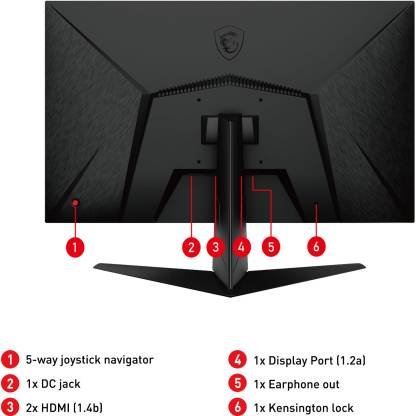 1 2 3 4 5 6
1 5-way joystick navigator
2 1x DC jack
3 2x HDMI (1.4b)
4 1x Display Port (1.2a)
5 1x Earphone out
6 1x Kensington lock